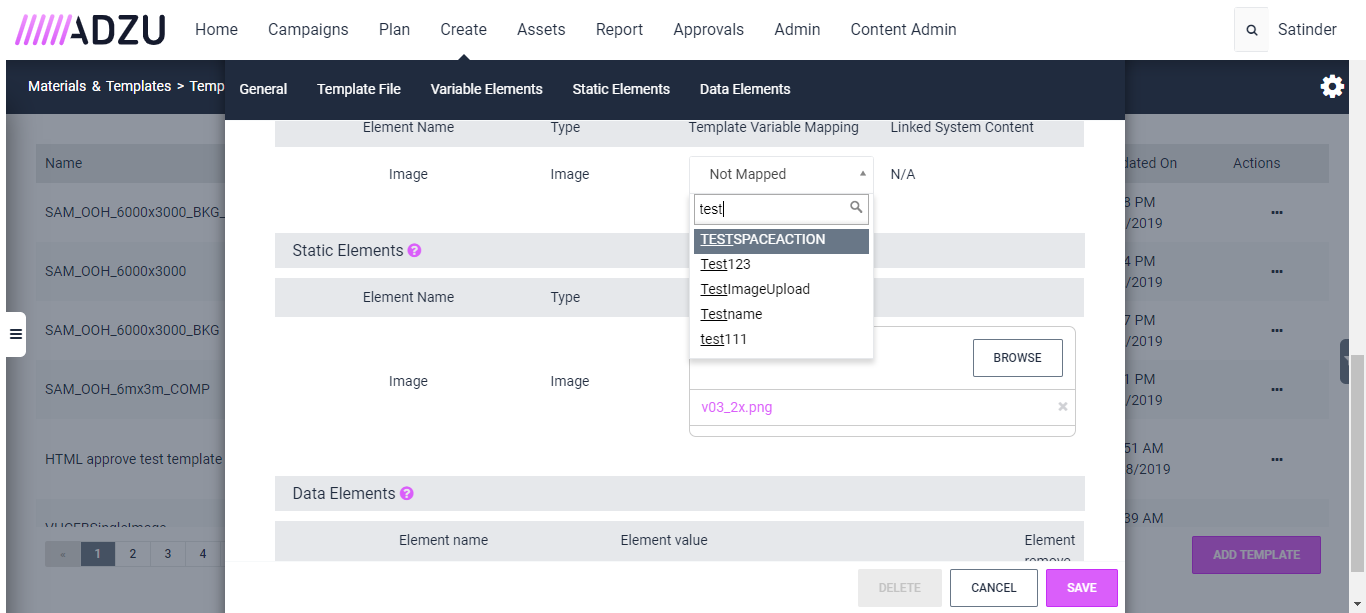 ADZU Home Campaigns Plan Create Assets Report Approvals Admin Content Admin Satinder
Materials & Templates > Temp
General Template File Variable Elements Static Elements Data Elements
Element Name Type Template Variable Mapping Linked System Content
Name
dated On Actions
Image Image Not Mapped N/A
test
SAM_OOH_6000x3000_BKG_
8 PM
/2019
...
TESTSPACEACTION
Test123
TestImageUpload
Testname
test111
Static Elements ?
SAM_OOH_6000x3000
4 PM
/2019
...
Element Name Type
SAM_OOH_6000x3000_BKG
7 PM
/2019
...
BROWSE
Image Image
SAM_OOH_6mx3m_COMP
1 PM
/2019
...
v03_2x.png ×
HTML approve test template
51 AM
8/2019
...
Data Elements ?
39 AM
Element name Element value Element
remove
« 1 2 3 4
ADD TEMPLATE
DELETE CANCEL SAVE